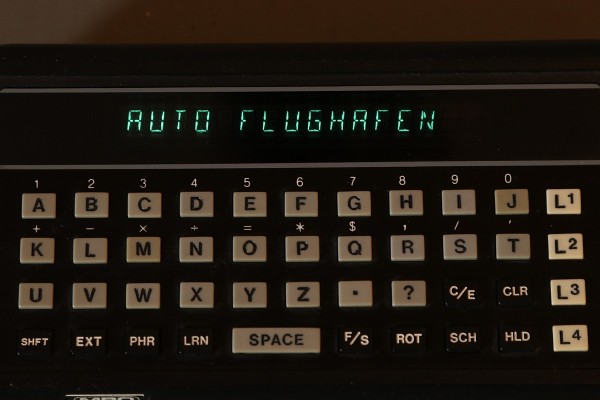 AUTO FLUGHAFEN
1 2 3 4 5 6 7 8 9 0
A B C D E F G H I J L1
+ − × ÷ = * $ , / '
K L M N O P Q R S T L2
U V W X Y Z . ? C/E CLR L3
SHFT EXT PHR LRN SPACE F/S ROT SCH HLD L4